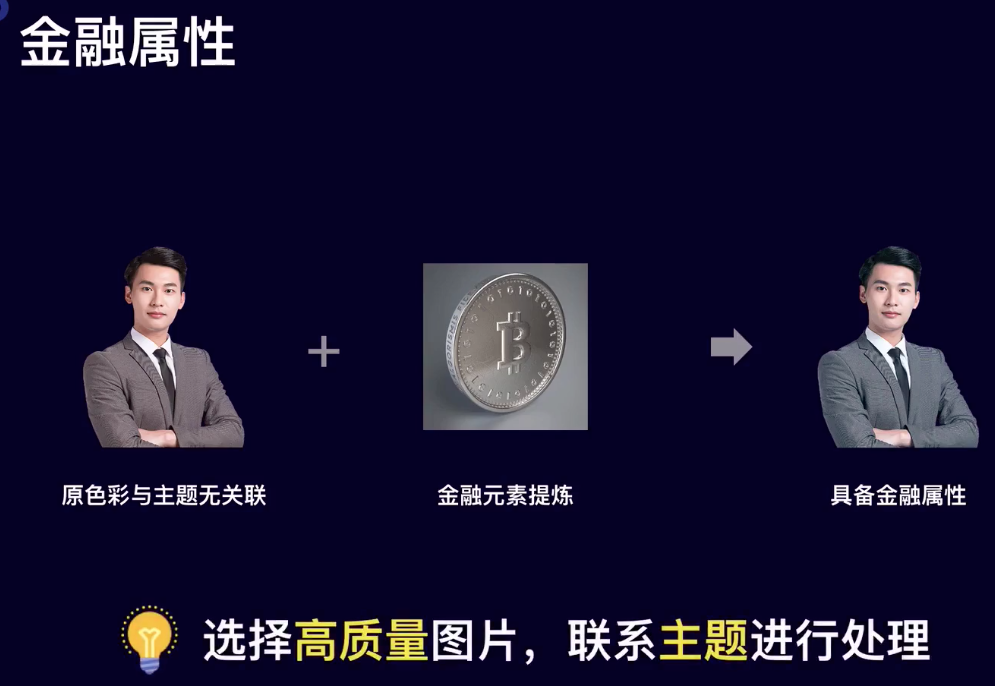 金融属性
原色彩与主题无关联
金融元素提炼
具备金融属性
选择高质量图片，联系主题进行处理